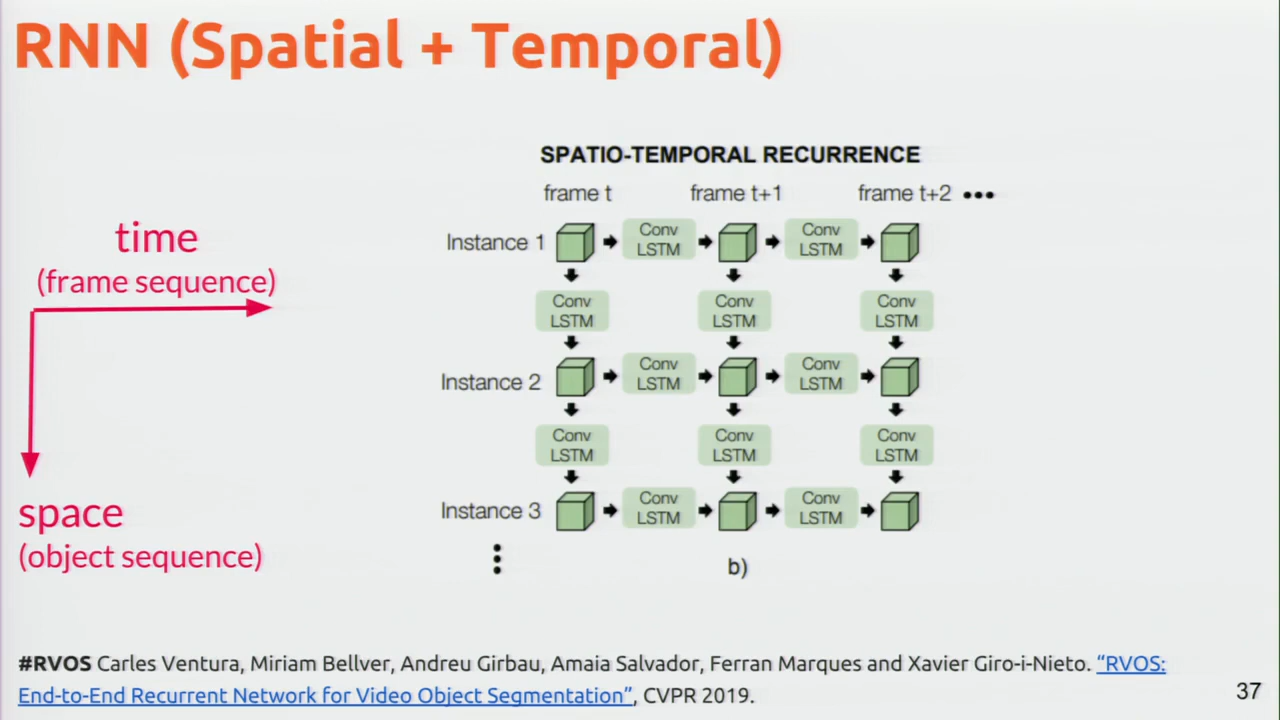 RNN (Spatial + Temporal)
SPATIO-TEMPORAL RECURRENCE
frame t frame t+1 frame t+2 •••
time
(frame sequence)
space
(object sequence)
Instance 1
Conv
LSTM
Conv
LSTM
Conv
LSTM
Conv
LSTM
Conv
LSTM
Instance 2
Conv
LSTM
Conv
LSTM
Conv
LSTM
Conv
LSTM
Conv
LSTM
Instance 3
Conv
LSTM
Conv
LSTM
b)
#RVOS Carles Ventura, Miriam Bellver, Andreu Girbau, Amaia Salvador, Ferran Marques and Xavier Giro-i-Nieto. “RVOS:
End-to-End Recurrent Network for Video Object Segmentation”, CVPR 2019.
37